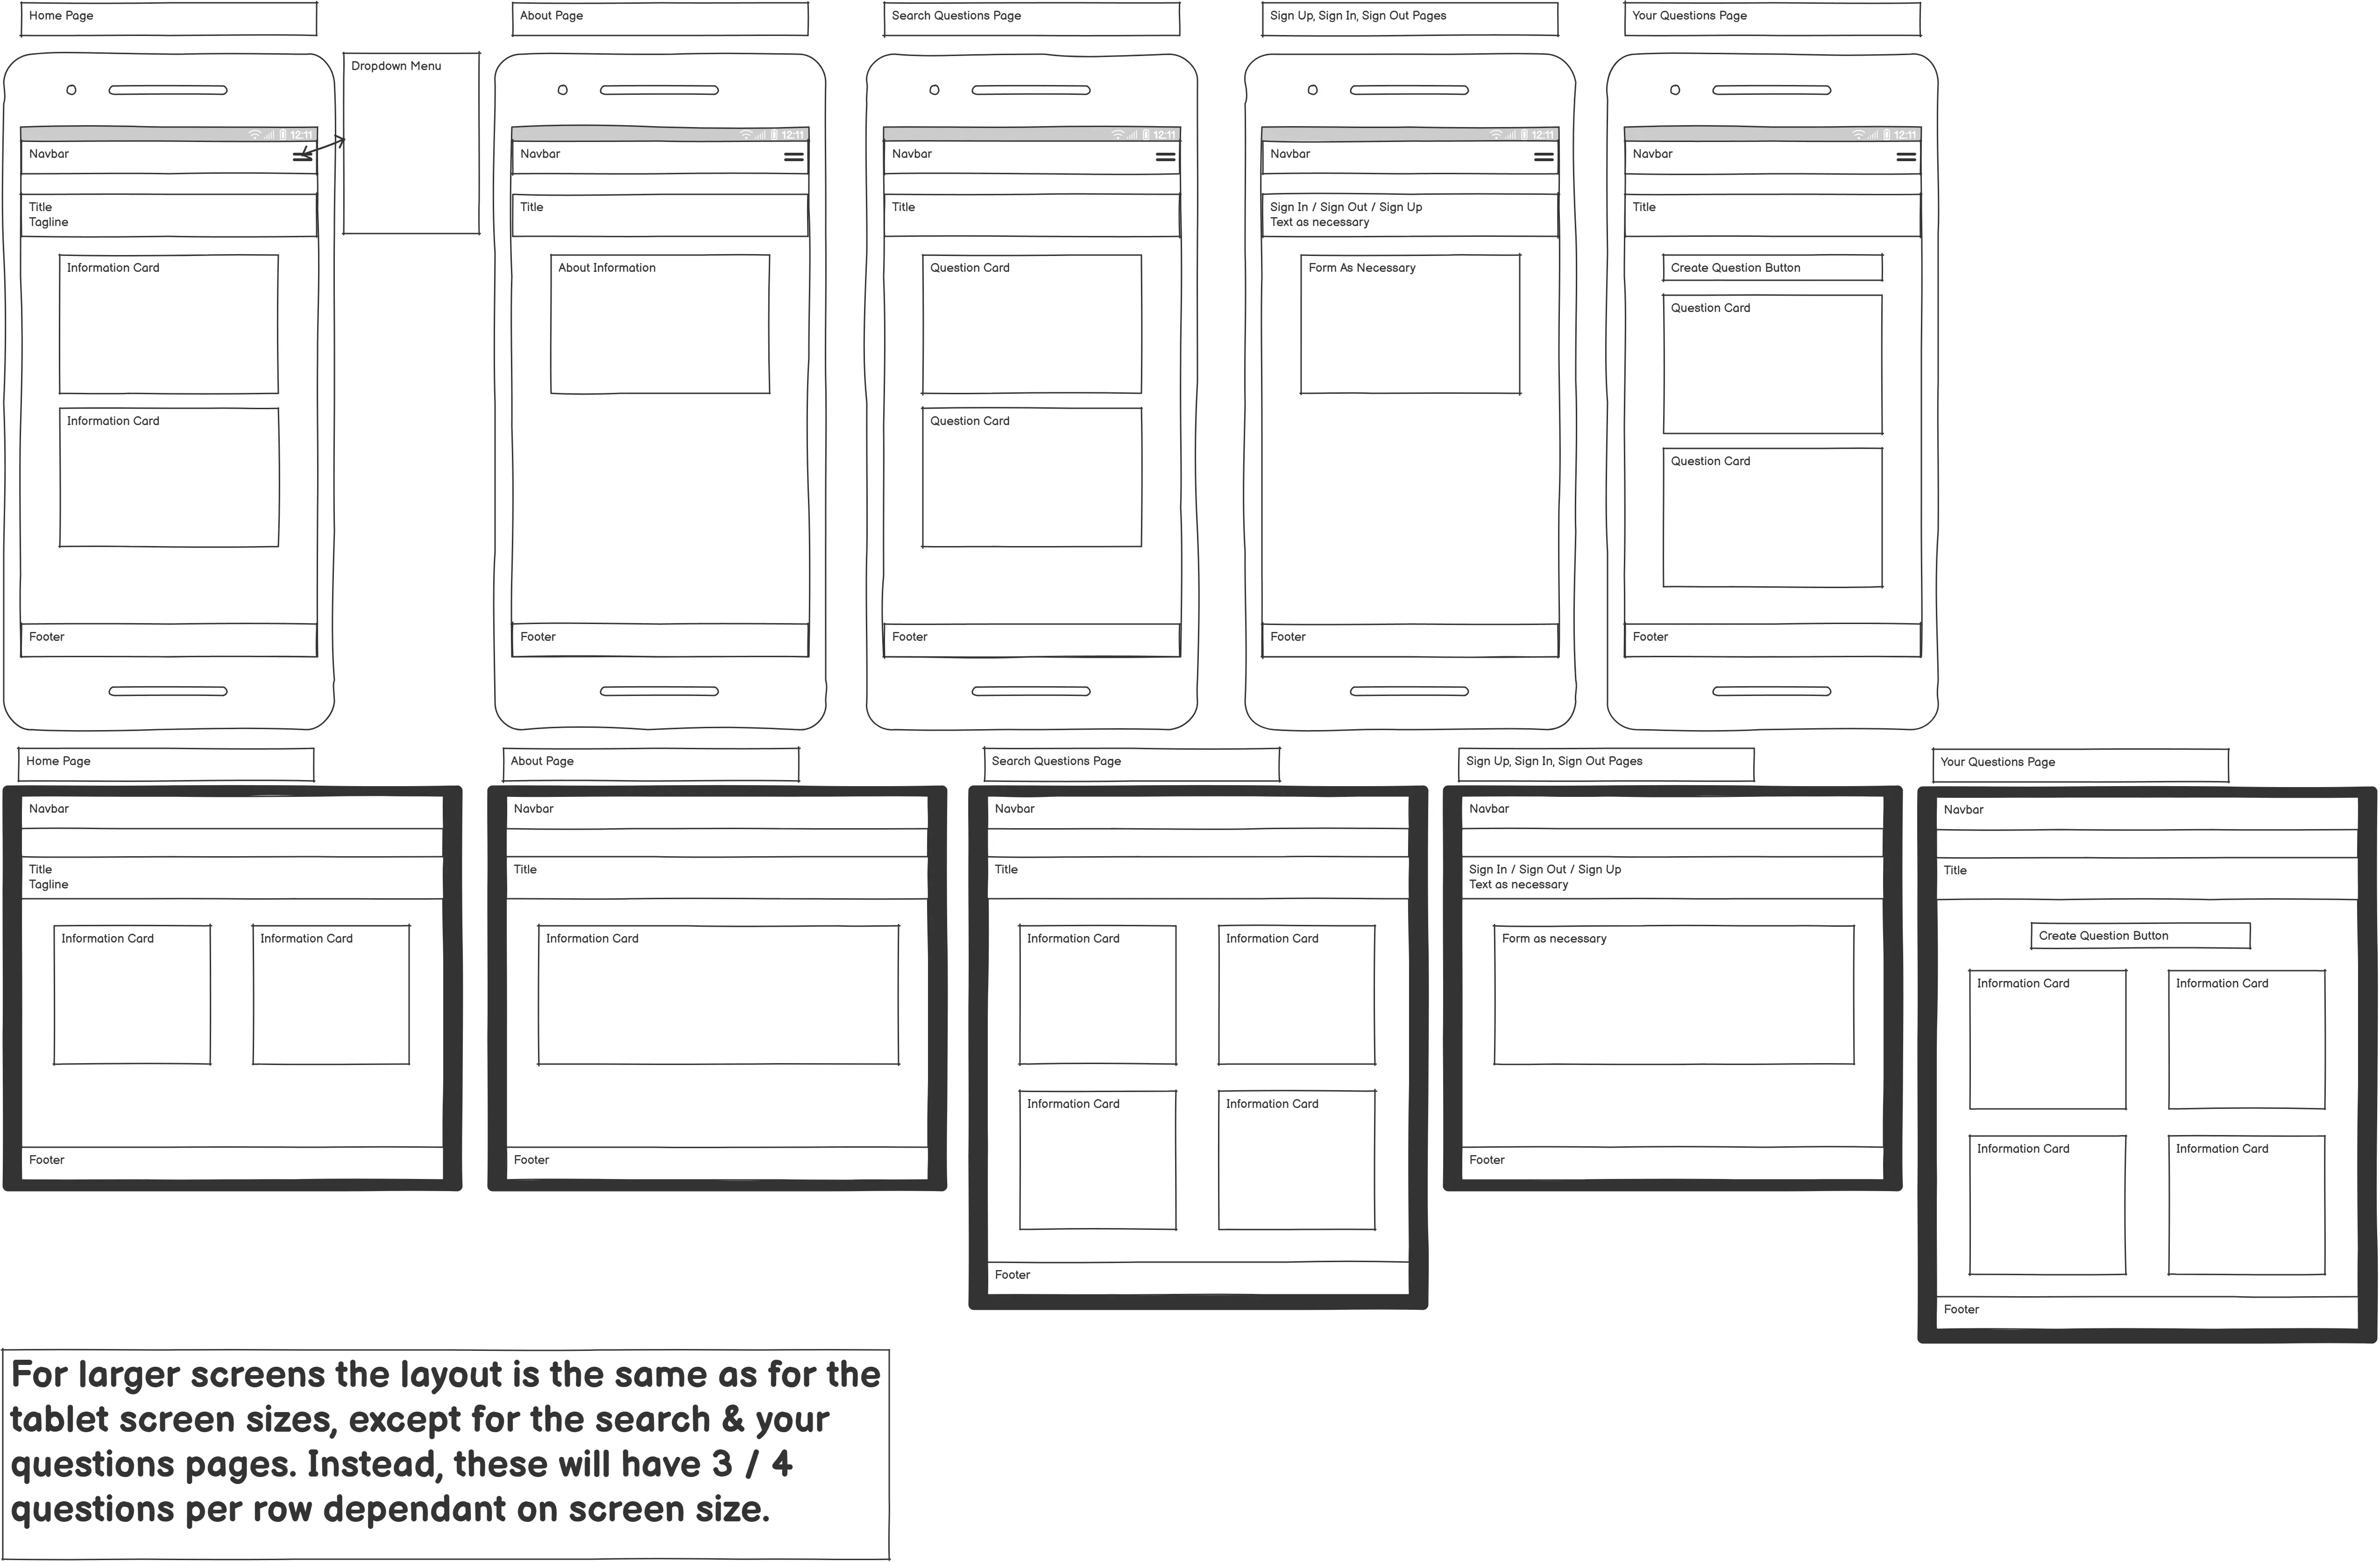 Home Page
About Page
Search Questions Page
Sign Up, Sign In, Sign Out Pages
Your Questions Page
Dropdown Menu
12:11
Navbar
Title
Tagline
Information Card
Information Card
Footer
12:11
Navbar
Title
About Information
Footer
12:11
Navbar
Title
Question Card
Question Card
Footer
12:11
Navbar
Sign In / Sign Out / Sign Up
Text as necessary
Form As Necessary
Footer
12:11
Navbar
Title
Create Question Button
Question Card
Question Card
Footer
Home Page
Navbar
Title
Tagline
Information Card
Information Card
Footer
About Page
Navbar
Title
Information Card
Footer
Search Questions Page
Navbar
Title
Information Card
Information Card
Information Card
Information Card
Footer
Sign Up, Sign In, Sign Out Pages
Navbar
Sign In / Sign Out / Sign Up
Text as necessary
Form as necessary
Footer
Your Questions Page
Navbar
Title
Create Question Button
Information Card
Information Card
Information Card
Information Card
Footer
For larger screens the layout is the same as for the
tablet screen sizes, except for the search & your
questions pages. Instead, these will have 3 / 4
questions per row dependant on screen size.